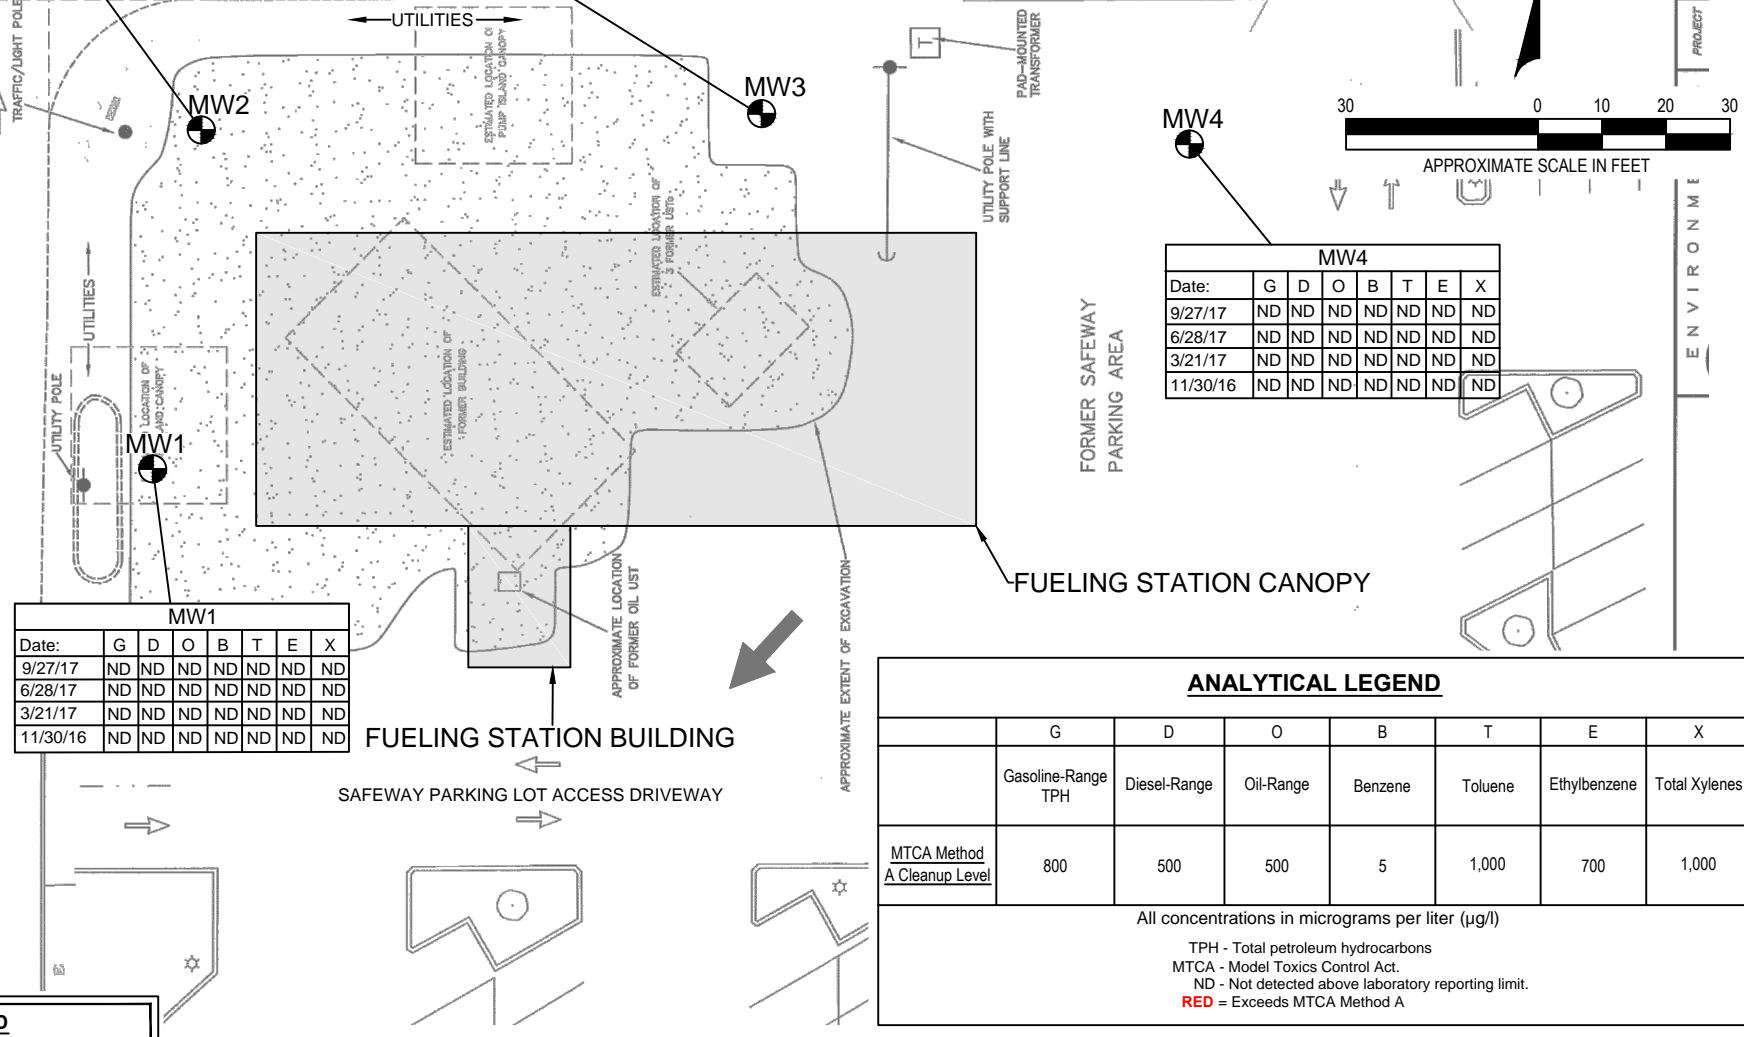 TRAFFIC/LIGHT POLE
UTILITIES
ESTIMATED LOCATION OF
PUMP ISLAND CANOPY
T
PAD-MOUNTED
TRANSFORMER
PROJECT
MW2
MW3
MW4
30 0 10 20 30
APPROXIMATE SCALE IN FEET
UTILITY POLE WITH
SUPPORT LINE
ESTIMATED LOCATION OF
3 FORMER USTs
UTILITIES
ENVIRONME
MW4
Date: G D O B T E X
9/27/17 ND ND ND ND ND ND ND
6/28/17 ND ND ND ND ND ND ND
3/21/17 ND ND ND ND ND ND ND
11/30/16 ND ND ND ND ND ND ND
FORMER SAFEWAY
PARKING AREA
ESTIMATED LOCATION OF
FORMER BUILDING
UTILITY POLE
LOCATION OF
AND CANOPY
MW1
FUELING STATION CANOPY
APPROXIMATE LOCATION
OF FORMER OIL UST
APPROXIMATE EXTENT OF EXCAVATION
MW1
Date: G D O B T E X
9/27/17 ND ND ND ND ND ND ND
6/28/17 ND ND ND ND ND ND ND
3/21/17 ND ND ND ND ND ND ND
11/30/16 ND ND ND ND ND ND ND
FUELING STATION BUILDING
SAFEWAY PARKING LOT ACCESS DRIVEWAY
ANALYTICAL LEGEND
G D O B T E X
Gasoline-Range TPH Diesel-Range Oil-Range Benzene Toluene Ethylbenzene Total Xylenes
MTCA Method
A Cleanup Level 800 500 500 5 1,000 700 1,000
All concentrations in micrograms per liter (µg/l)
TPH - Total petroleum hydrocarbons
MTCA - Model Toxics Control Act.
ND - Not detected above laboratory reporting limit.
RED = Exceeds MTCA Method A